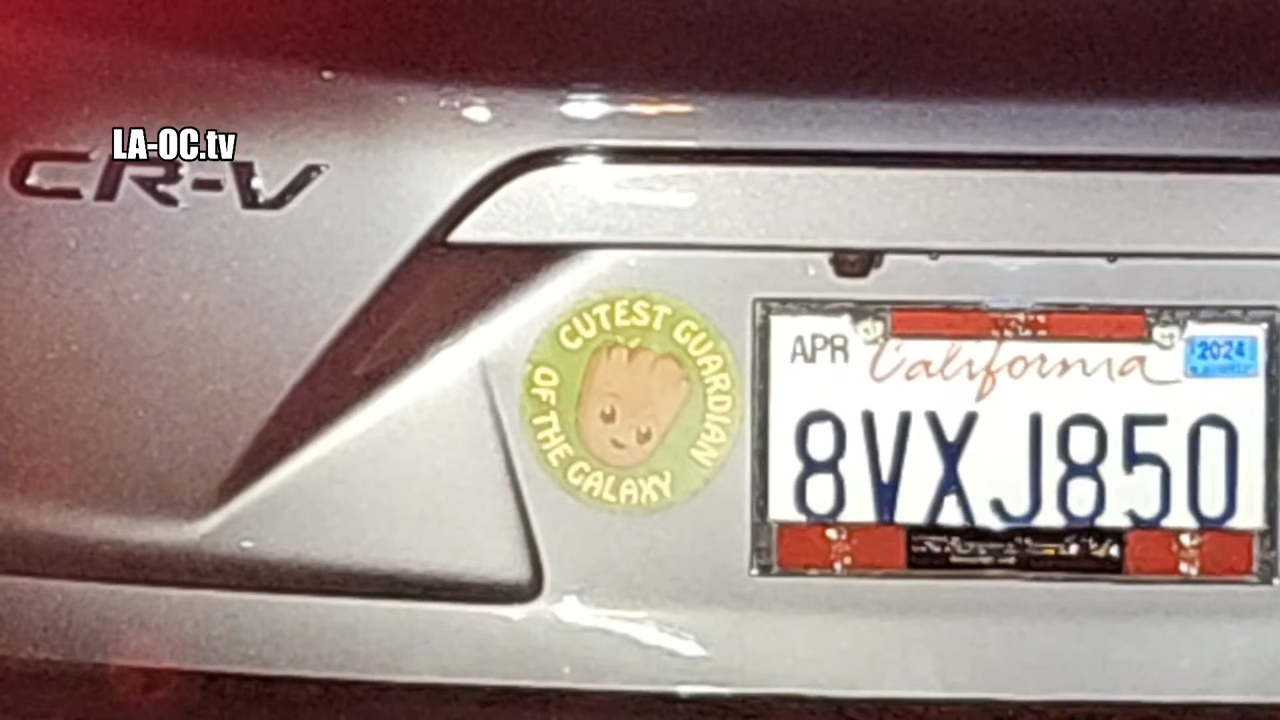 LA-OC.tv
CR-V
CUTEST GUARDIAN
OF THE GALAXY
APR
California
2024
8VXJ850